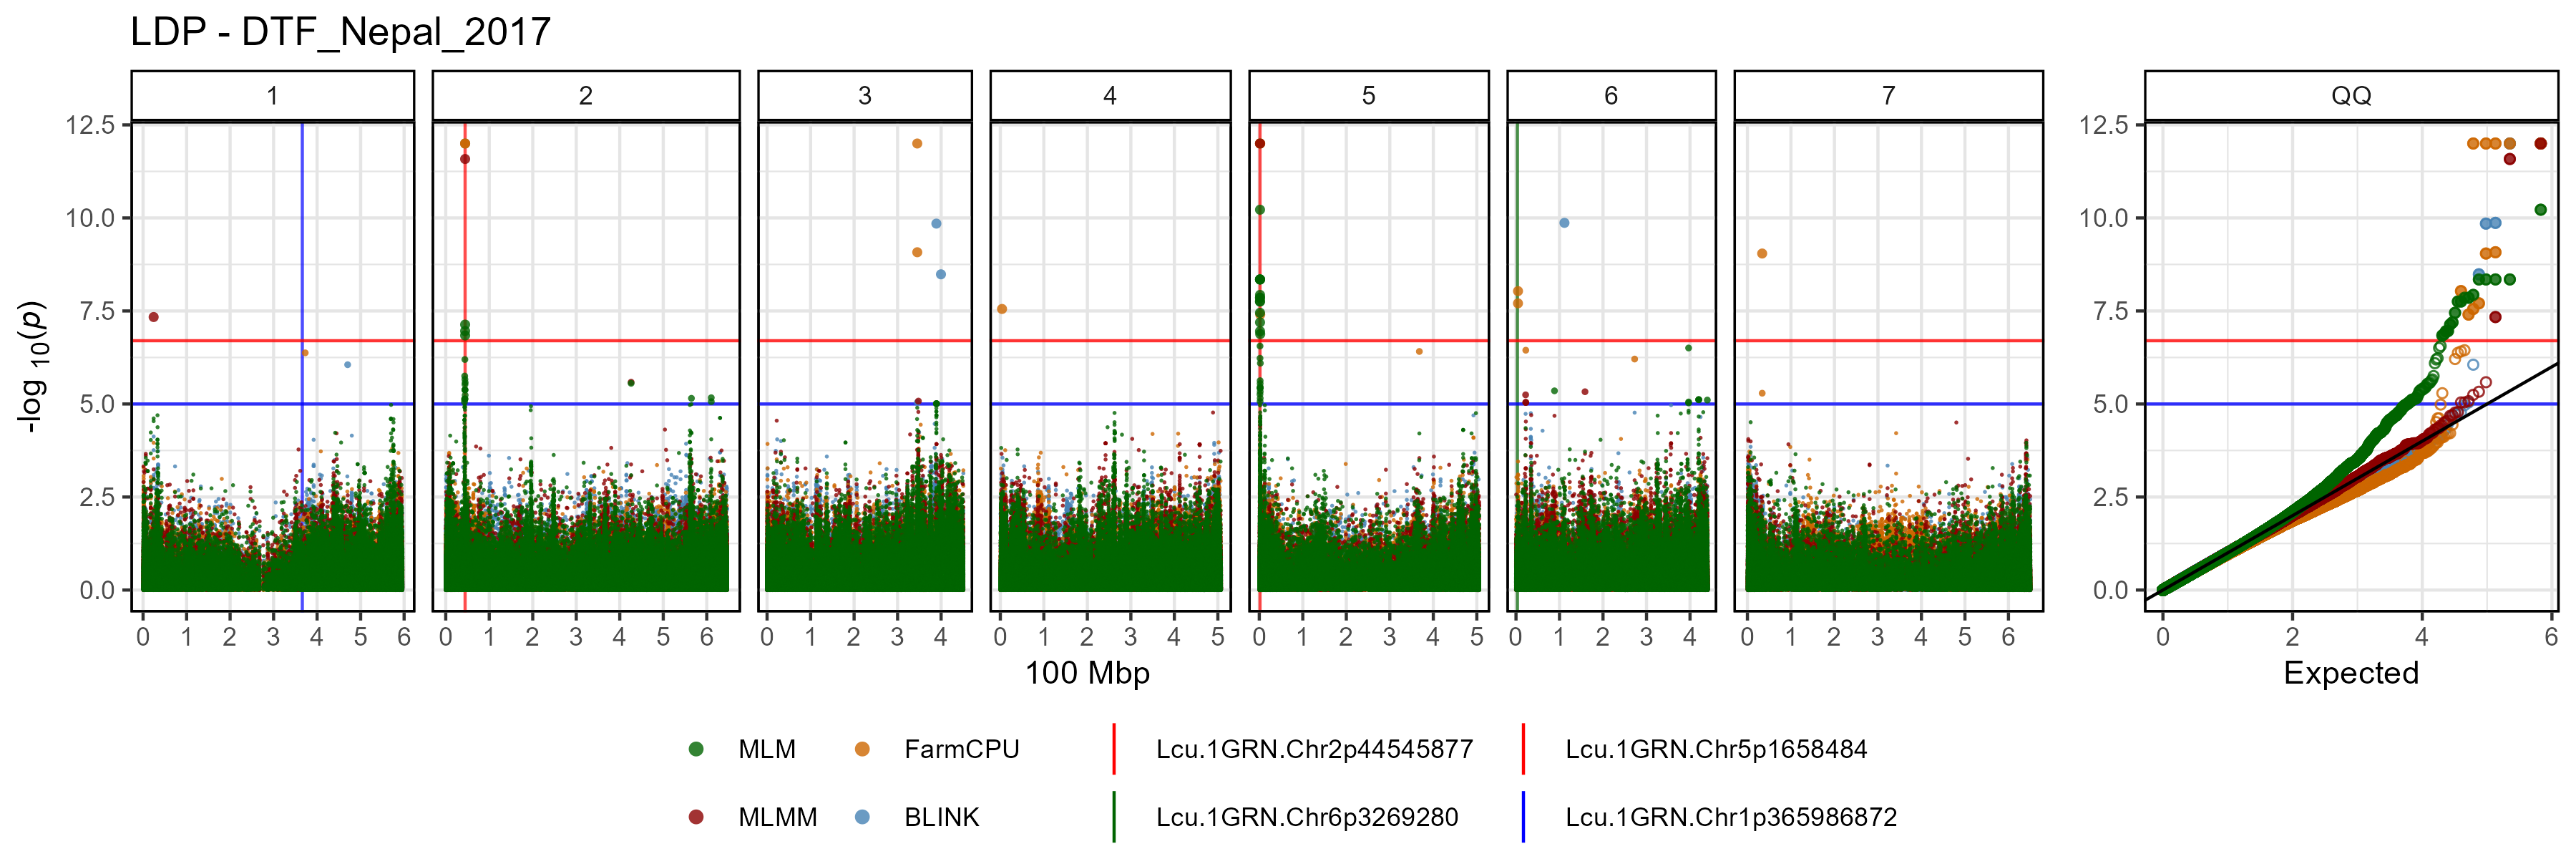 LDP - DTF_Nepal_2017
1 2 3 4 5 6 7 QQ
12.5 12.5
10.0 10.0
7.5 7.5
5.0 5.0
2.5 2.5
0.0 0.0
-log 10(p)
0 1 2 3 4 5 6 0 1 2 3 4 5 6 0 1 2 3 4 0 1 2 3 4 5 0 1 2 3 4 5 0 1 2 3 4 0 1 2 3 4 5 6 0 2 4 6
100 Mbp Expected
MLM FarmCPU Lcu.1GRN.Chr2p44545877 Lcu.1GRN.Chr5p1658484
MLMM BLINK Lcu.1GRN.Chr6p3269280 Lcu.1GRN.Chr1p365986872